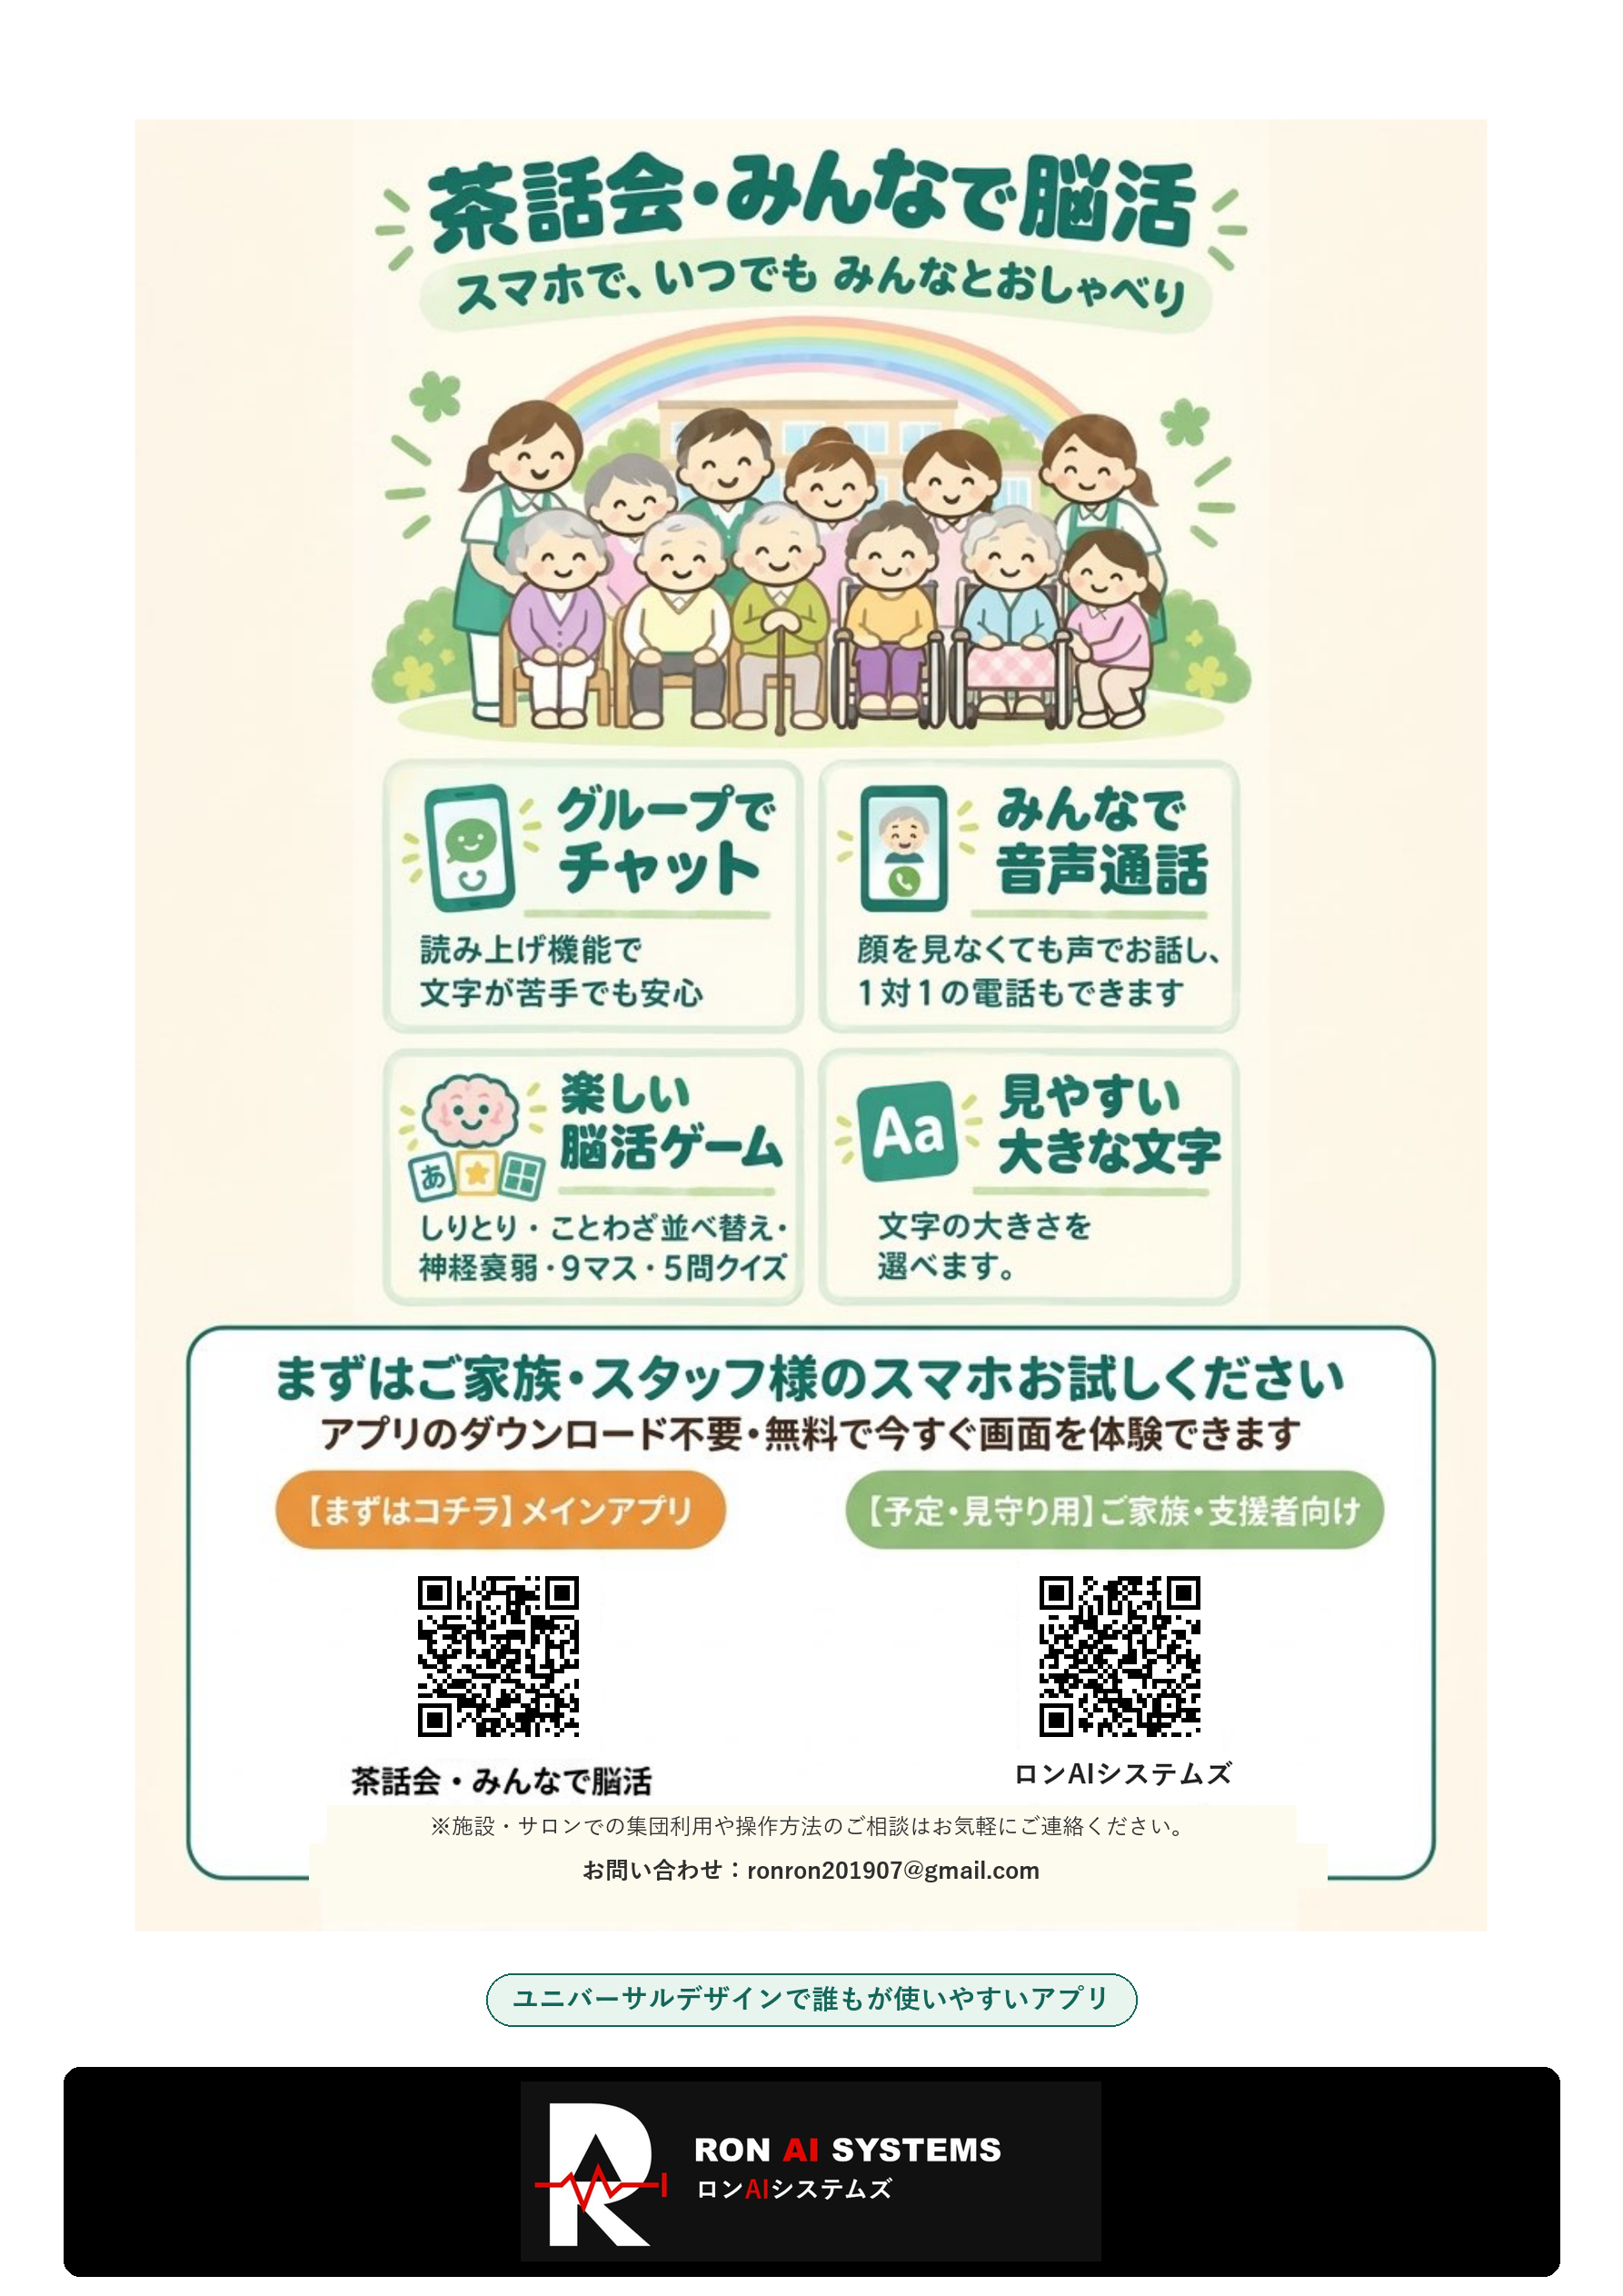 茶話会・みんなで脳活
スマホで、いつでも みんなとおしゃべり
グループで
チャット
読み上げ機能で
文字が苦手でも安心
みんなで
音声通話
顔を見なくても声でお話し、
1対1の電話もできます
あ
楽しい
脳活ゲーム
しりとり・ことわざ並べ替え・
神経衰弱・9マス・5問クイズ
Aa
見やすい
大きな文字
文字の大きさを
選べます。
まずはご家族・スタッフ様のスマホお試しください
アプリのダウンロード不要・無料で今すぐ画面を体験できます
【まずはコチラ】メインアプリ
【予定・見守り用】ご家族・支援者向け
茶話会・みんなで脳活
ロンAIシステムズ
※施設・サロンでの集団利用や操作方法のご相談はお気軽にご連絡ください。
お問い合わせ：ronron201907@gmail.com
ユニバーサルデザインで誰もが使いやすいアプリ
R
RON AI SYSTEMS
ロンAIシステムズ